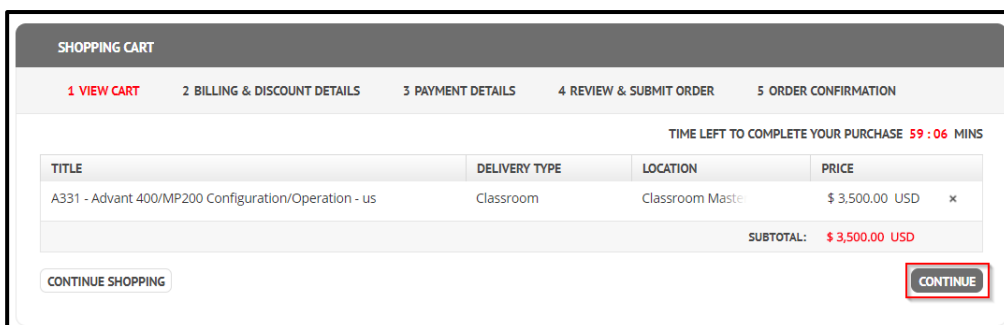 SHOPPING CART
1 VIEW CART 2 BILLING & DISCOUNT DETAILS 3 PAYMENT DETAILS 4 REVIEW & SUBMIT ORDER 5 ORDER CONFIRMATION
TIME LEFT TO COMPLETE YOUR PURCHASE 59 : 06 MINS
TITLE DELIVERY TYPE LOCATION PRICE
A331 - Advant 400/MP200 Configuration/Operation - us Classroom Classroom Maste $ 3,500.00 USD ×
SUBTOTAL: $ 3,500.00 USD
CONTINUE SHOPPING CONTINUE